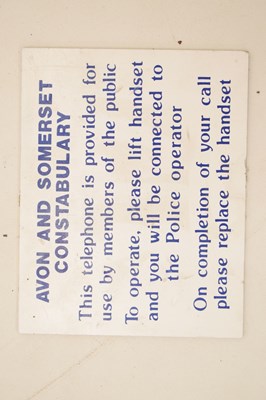 AVON AND SOMERSET
CONSTABULARY
This telephone is provided for
use by members of the public
To operate, please lift handset
and you will be connected to
the Police operator
On completion of your call
please replace the handset